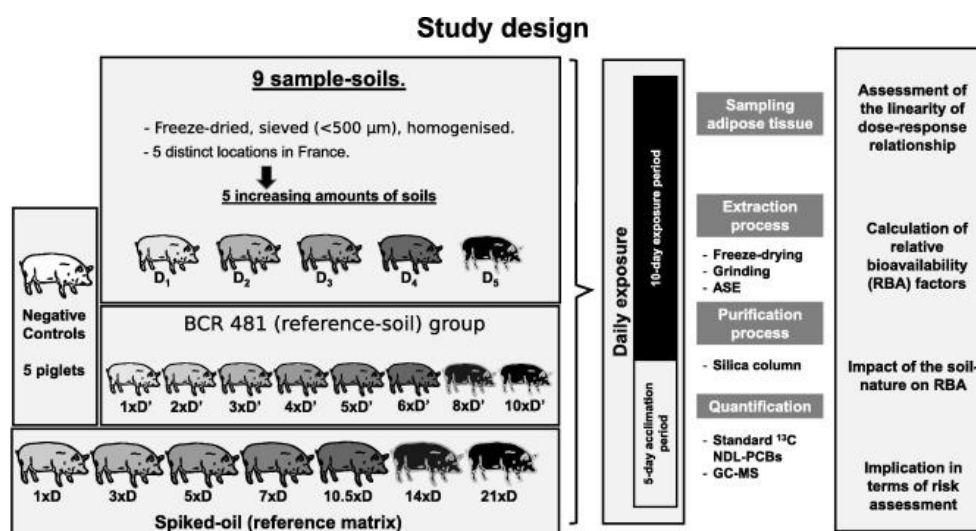 Study design
9 sample-soils.
- Freeze-dried, sieved (<500 μm), homogenised.
- 5 distinct locations in France.
5 increasing amounts of soils
D₁ D₂ D₃ D₄ D₅
Negative
Controls
5 piglets
BCR 481 (reference-soil) group
1xD' 2xD' 3xD' 4xD' 5xD' 6xD' 8xD' 10xD'
1xD 3xD 5xD 7xD 10.5xD 14xD 21xD
Spiked-oil (reference matrix)
Daily exposure
10-day exposure period
5-day acclimation
period
Sampling
adipose tissue
Extraction
process
- Freeze-drying
- Grinding
- ASE
Purification
process
- Silica column
Quantification
- Standard ¹³C
NDL-PCBs
- GC-MS
Assessment of
the linearity of
dose-response
relationship
Calculation of
relative
bioavailability
(RBA) factors
Impact of the soil-
nature on RBA
Implication in
terms of risk
assessment